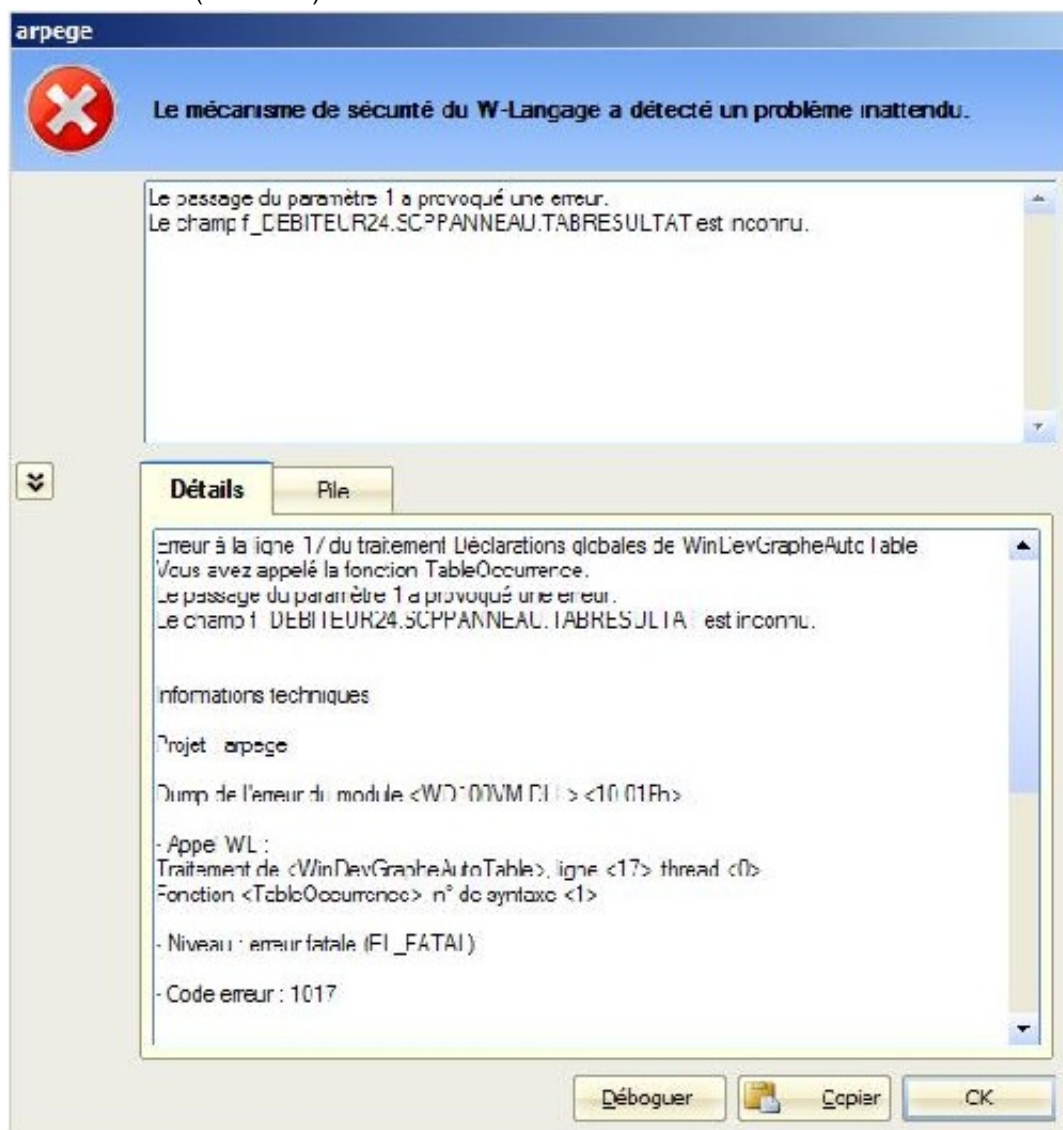 arpege
Le mécanisme de sécurité du W-Langage a détecté un problème inattendu.
Le passage du paramètre 1 a provoqué une erreur.
Le champ f_DEBITEUR24.SCPPANNEAU.TABRESULTAT est inconnu.
Détails
Pile
Erreur à la ligne 17 du traitement Déclarations globales de WinDevGrapheAutoTable.
Vous avez appelé la fonction TableOccurrence.
Le passage du paramètre 1 a provoqué une erreur.
Le champ f_DEBITEUR24.SCPPANNEAU.TABRESULTAT est inconnu.
Informations techniques
Projet : arpege
Dump de l'erreur du module <WD100VM.DLL>
- Appel WL :
Traitement de <WinDevGrapheAutoTable>, ligne <17>, thread <0>
Fonction <TableOccurrence>, n° de syntaxe <1>
- Niveau : erreur fatale (EL_FATAL)
- Code erreur : 1017
Déboguer
Copier
OK